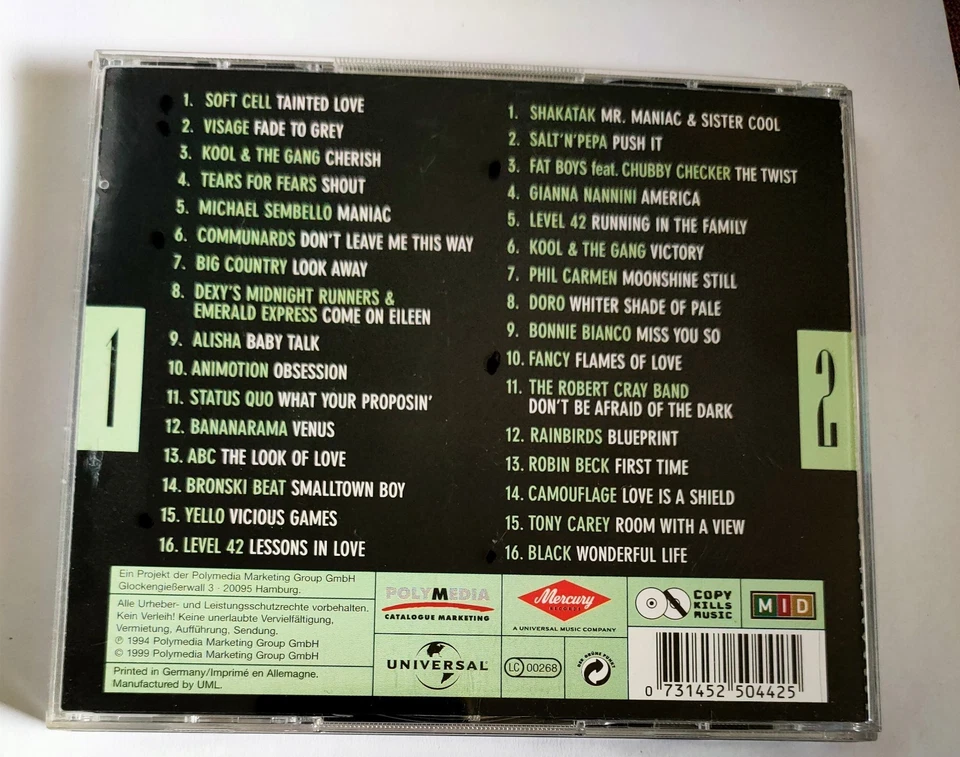 1. SOFT CELL TAINTED LOVE
2. VISAGE FADE TO GREY
3. KOOL & THE GANG CHERISH
4. TEARS FOR FEARS SHOUT
5. MICHAEL SEMBELLO MANIAC
6. COMMUNARDS DON'T LEAVE ME THIS WAY
7. BIG COUNTRY LOOK AWAY
8. DEXY'S MIDNIGHT RUNNERS &
EMERALD EXPRESS COME ON EILEEN
9. ALISHA BABY TALK
10. ANIMOTION OBSESSION
11. STATUS QUO WHAT YOUR PROPOSIN'
12. BANANARAMA VENUS
13. ABC THE LOOK OF LOVE
14. BRONSKI BEAT SMALLTOWN BOY
15. YELLO VICIOUS GAMES
16. LEVEL 42 LESSONS IN LOVE
1
1. SHAKATAK MR. MANIAC & SISTER COOL
2. SALT'N'PEPA PUSH IT
3. FAT BOYS feat. CHUBBY CHECKER THE TWIST
4. GIANNA NANNINI AMERICA
5. LEVEL 42 RUNNING IN THE FAMILY
6. KOOL & THE GANG VICTORY
7. PHIL CARMEN MOONSHINE STILL
8. DORO WHITER SHADE OF PALE
9. BONNIE BIANCO MISS YOU SO
10. FANCY FLAMES OF LOVE
11. THE ROBERT CRAY BAND
DON'T BE AFRAID OF THE DARK
12. RAINBIRDS BLUEPRINT
13. ROBIN BECK FIRST TIME
14. CAMOUFLAGE LOVE IS A SHIELD
15. TONY CAREY ROOM WITH A VIEW
16. BLACK WONDERFUL LIFE
2
Ein Projekt der Polymedia Marketing Group GmbH
Glockengießerwall 3 · 20095 Hamburg.
Alle Urheber- und Leistungsschutzrechte vorbehalten.
Kein Verleih! Keine unerlaubte Vervielfältigung,
Vermietung, Aufführung, Sendung.
℗ 1994 Polymedia Marketing Group GmbH
© 1999 Polymedia Marketing Group GmbH
Printed in Germany/Imprimé en Allemagne.
Manufactured by UML.
POLYMEDIA
CATALOGUE MARKETING
UNIVERSAL
Mercury
RECORDS
A UNIVERSAL MUSIC COMPANY
LC 00268
DER GRÜNE PUNKT
COPY
KILLS
MUSIC
MID
0 731452 504425